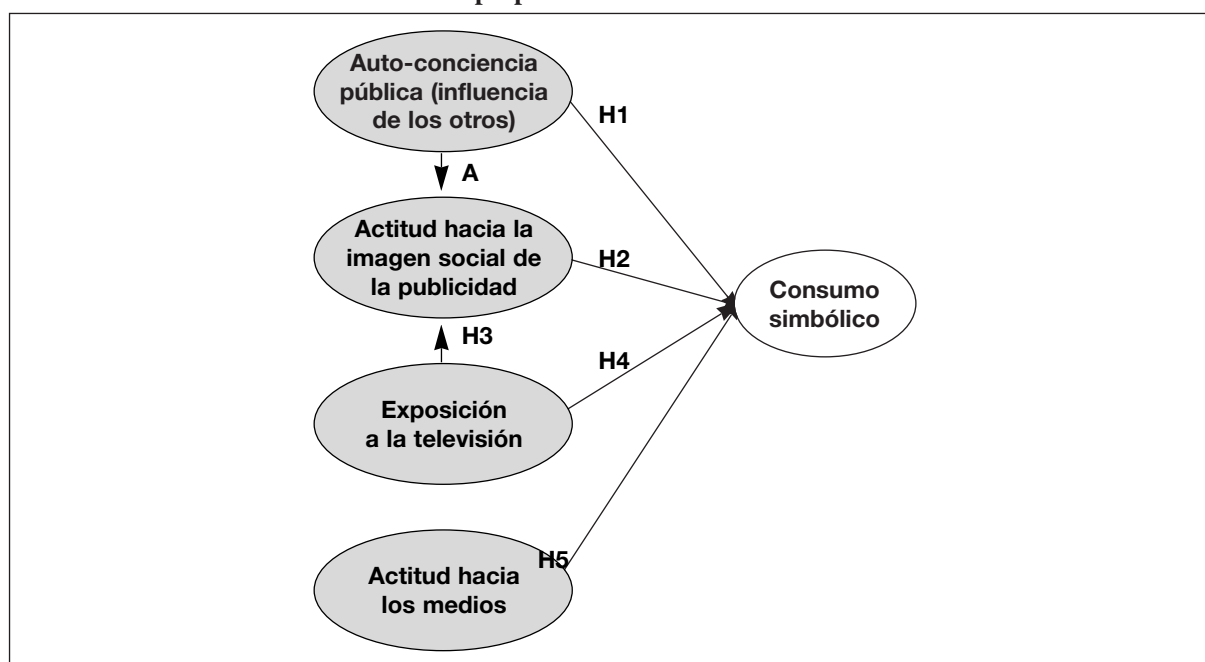 Auto-conciencia
pública (influencia
de los otros)
H1
A
Actitud hacia la
imagen social de
la publicidad
H2
Consumo
simbólico
H3
H4
Exposición
a la televisión
H5
Actitud hacia
los medios